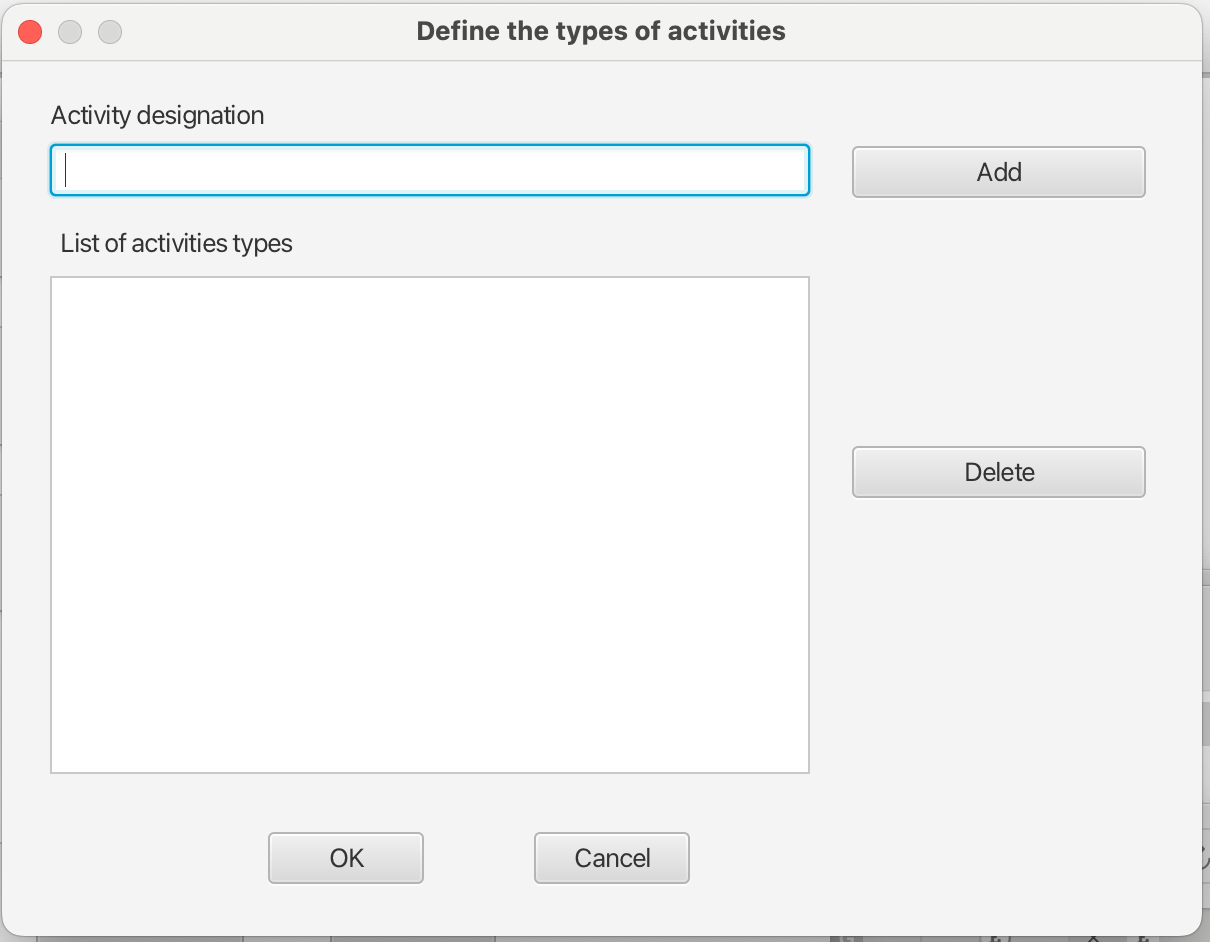 Define the types of activities
Activity designation
Add
List of activities types
Delete
OK
Cancel